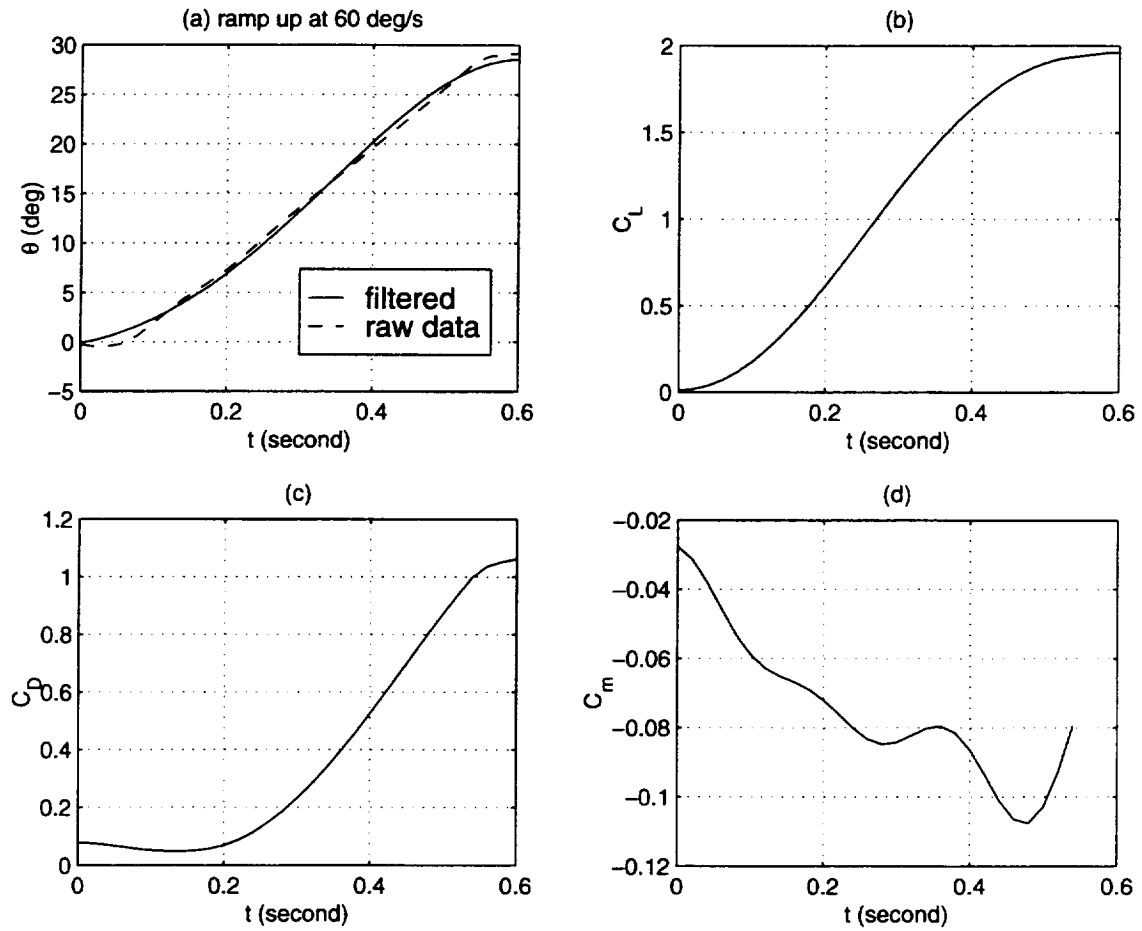 (a) ramp up at 60 deg/s
30
25
20
15
10
5
0
−5
θ (deg)
filtered
raw data
0 0.2 0.4 0.6
t (second)
(b)
2
1.5
1
0.5
0
C_L
0 0.2 0.4 0.6
t (second)
(c)
1.2
1
0.8
0.6
0.4
0.2
0
C_D
0 0.2 0.4 0.6
t (second)
(d)
−0.02
−0.04
−0.06
−0.08
−0.1
−0.12
C_m
0 0.2 0.4 0.6
t (second)